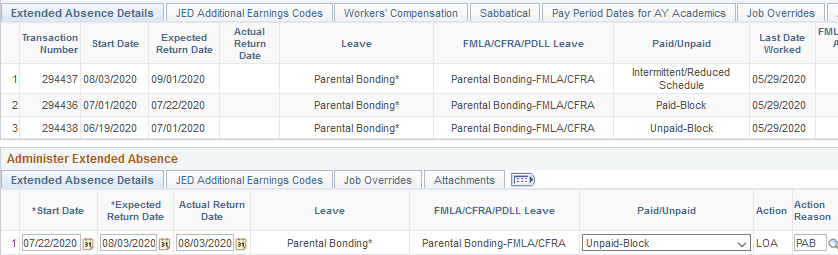 Extended Absence Details JED Additional Earnings Codes Workers' Compensation Sabbatical Pay Period Dates for AY Academics Job Overrides
Transaction Number Start Date Expected Return Date Actual Return Date Leave FMLA/CFRA/PDLL Leave Paid/Unpaid Last Date Worked
1 294437 08/03/2020 09/01/2020 Parental Bonding* Parental Bonding-FMLA/CFRA Intermittent/Reduced Schedule 05/29/2020
2 294436 07/01/2020 07/22/2020 Parental Bonding* Parental Bonding-FMLA/CFRA Paid-Block 05/29/2020
3 294438 06/19/2020 07/01/2020 Parental Bonding* Parental Bonding-FMLA/CFRA Unpaid-Block 05/29/2020
Administer Extended Absence
Extended Absence Details JED Additional Earnings Codes Job Overrides Attachments
*Start Date *Expected Return Date Actual Return Date Leave FMLA/CFRA/PDLL Leave Paid/Unpaid Action Action Reason
1 07/22/2020 08/03/2020 08/03/2020 Parental Bonding* Parental Bonding-FMLA/CFRA Unpaid-Block LOA PAB